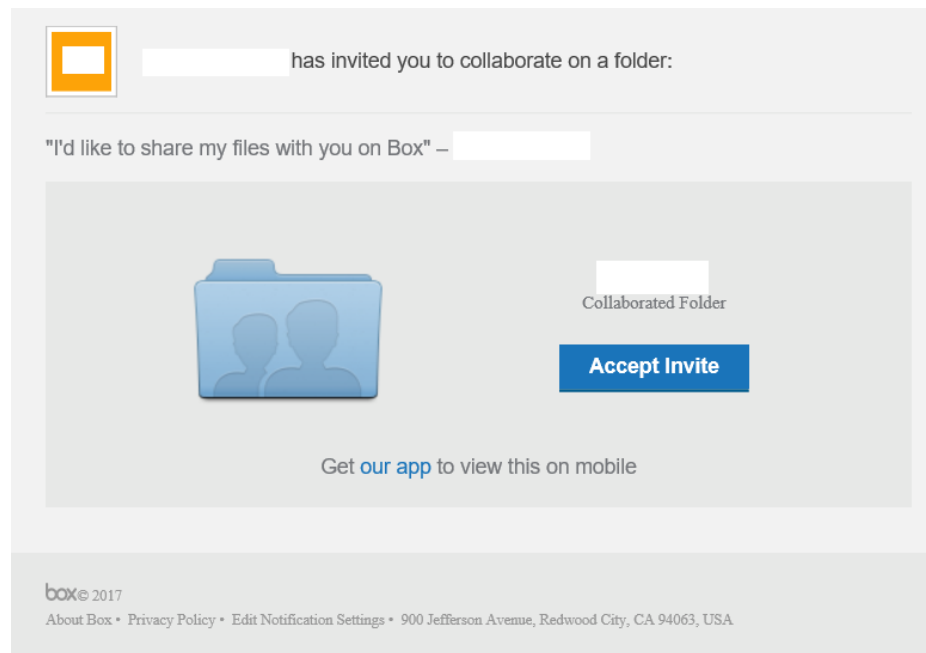 has invited you to collaborate on a folder:
"I'd like to share my files with you on Box" –
Collaborated Folder
Accept Invite
Get our app to view this on mobile
box © 2017
About Box • Privacy Policy • Edit Notification Settings • 900 Jefferson Avenue, Redwood City, CA 94063, USA